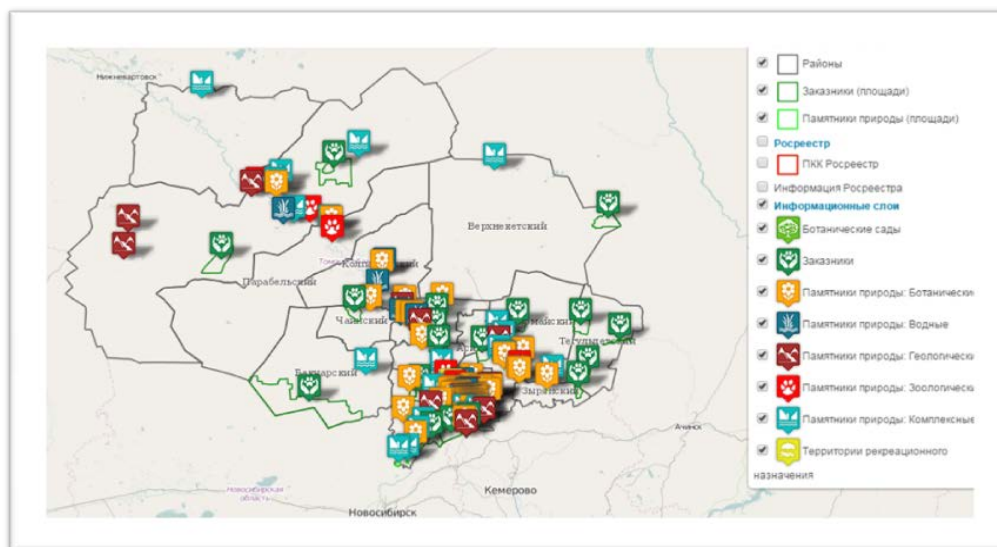 Нижневартовск
Верхнекетский
Парабельский
Чаинский
Тегульдетский
Бакчарский
Зырянский
Ачинск
Новосибирская
область
Кемерово
Новосибирск
Районы
Заказники (площади)
Памятники природы (площади)
Росреестр
ПКК Росреестр
Информация Росреестра
Информационные слои
Ботанические сады
Заказники
Памятники природы: Ботанические
Памятники природы: Водные
Памятники природы: Геологически
Памятники природы: Зоологически
Памятники природы: Комплексные
Территории рекреационного
назначения